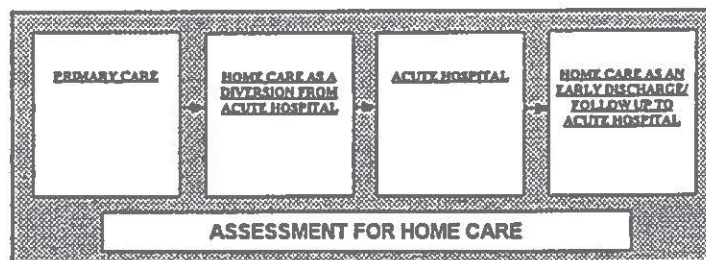 PRIMARY CARE
HOME CARE AS A
DIVERSION FROM
ACUTE HOSPITAL
ACUTE HOSPITAL
HOME CARE AS AN
EARLY DISCHARGE/
FOLLOW UP TO
ACUTE HOSPITAL
ASSESSMENT FOR HOME CARE